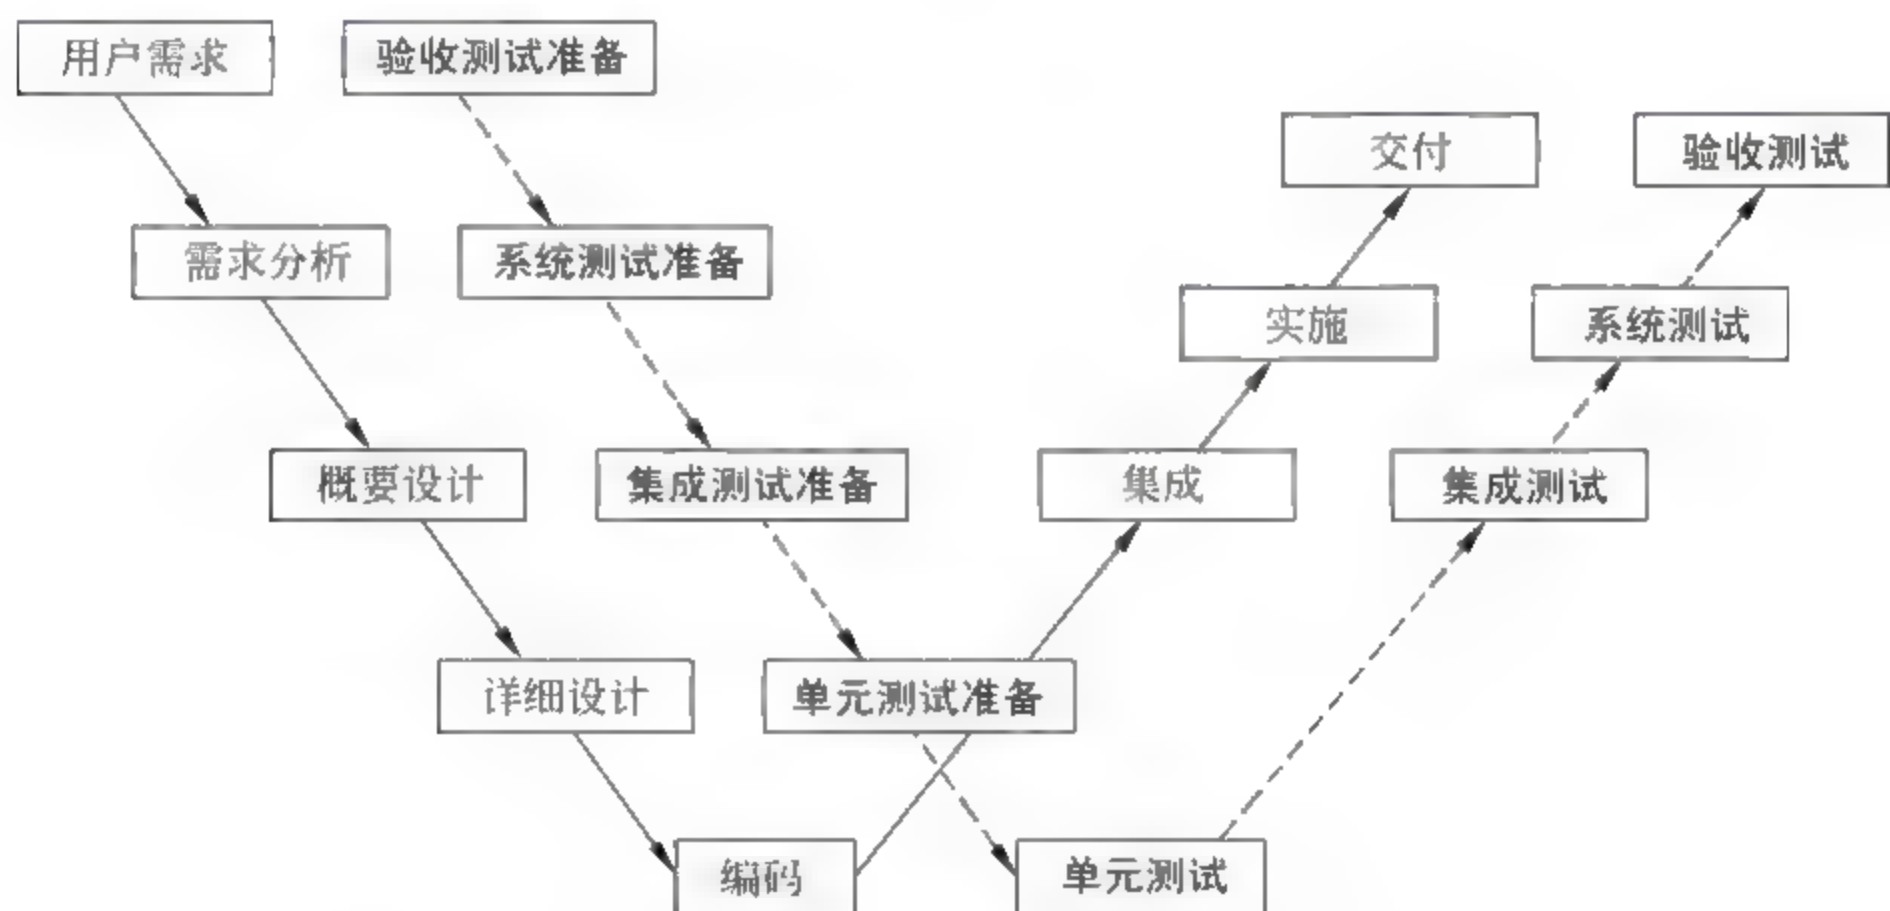 用户需求
验收测试准备
交付
验收测试
需求分析
系统测试准备
实施
系统测试
概要设计
集成测试准备
集成
集成测试
详细设计
单元测试准备
编码
单元测试